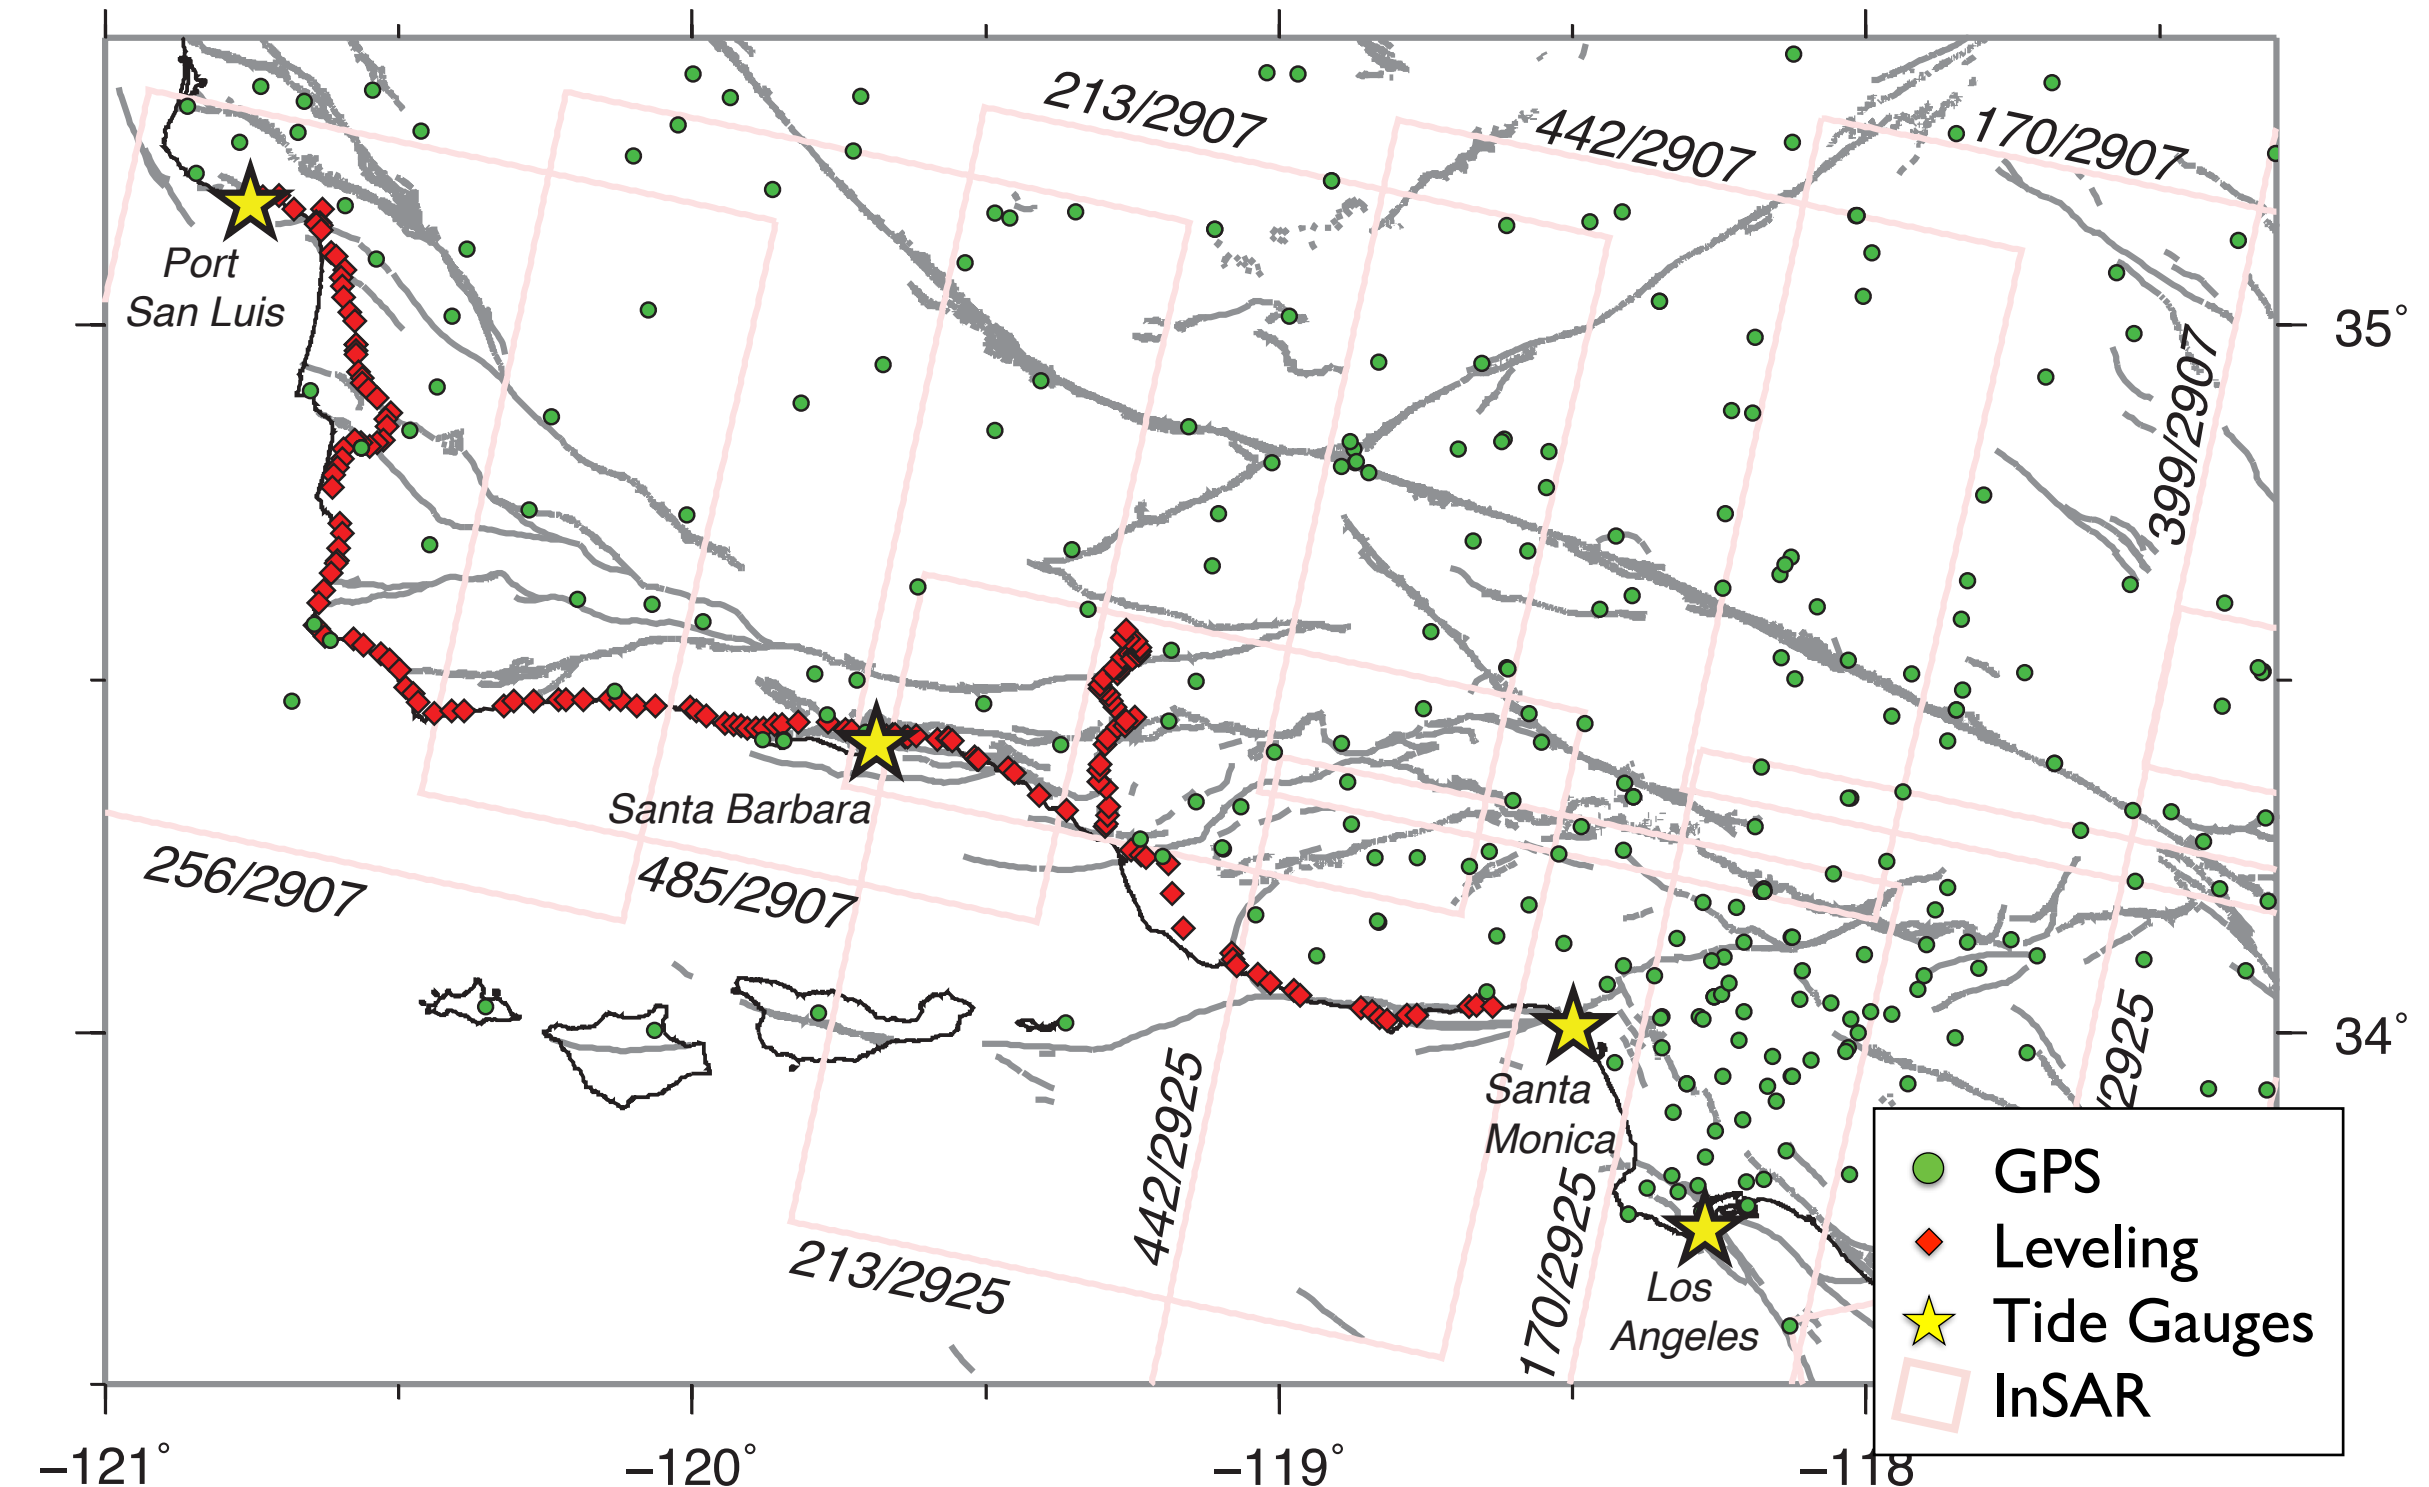 213/2907
442/2907
170/2907
Port
San Luis
35°
399/2907
Santa Barbara
256/2907
485/2907
34°
Santa
Monica
442/2925
/2925
170/2925
213/2925
Los
Angeles
GPS
Leveling
Tide Gauges
InSAR
−121°
−120°
−119°
−118